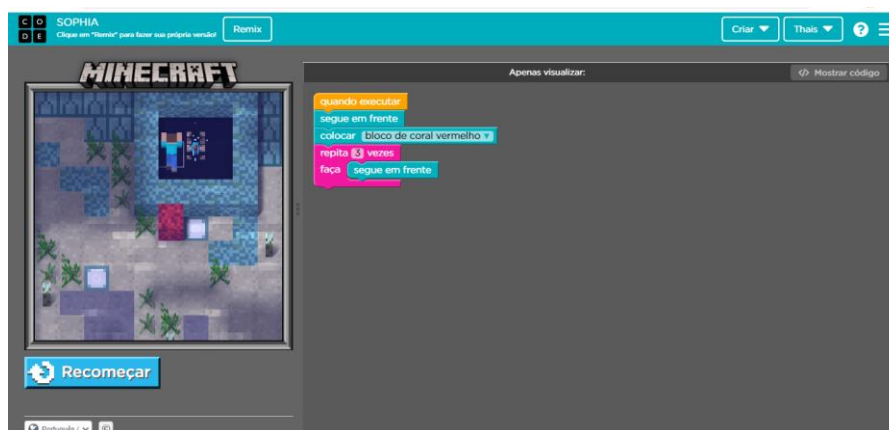 CODE
SOPHIA
Clique em "Remix" para fazer sua própria versão!
Remix
Criar
Thais
?
MINECRAFT
Apenas visualizar:
</> Mostrar código
quando executar
segue em frente
colocar bloco de coral vermelho
repita 3 vezes
faça segue em frente
Recomeçar